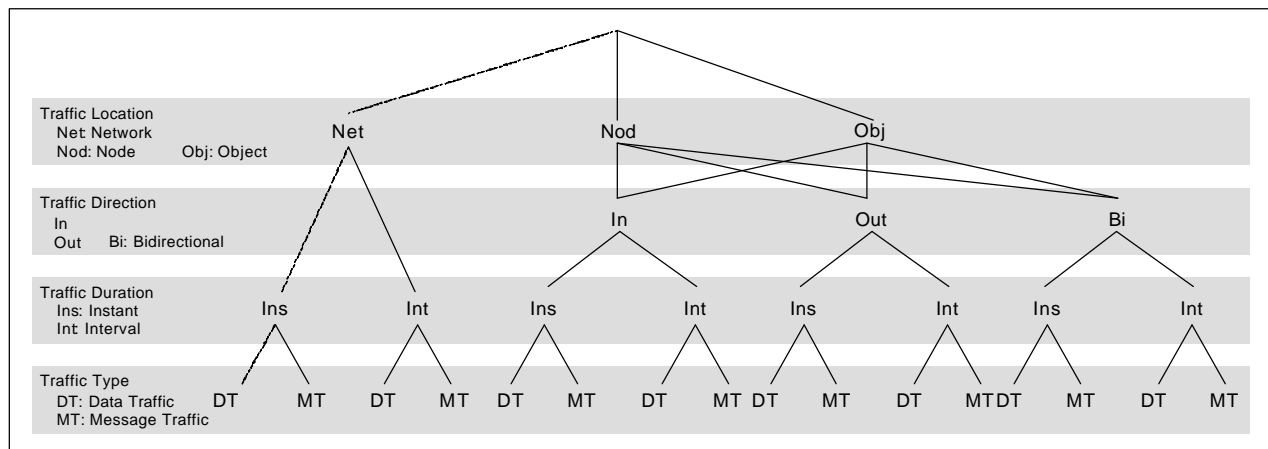 Traffic Location
Net: Network
Nod: Node Obj: Object
Net Nod Obj
Traffic Direction
In
Out Bi: Bidirectional
In Out Bi
Traffic Duration
Ins: Instant
Int: Interval
Ins Int Ins Int Ins Int Ins Int
Traffic Type
DT: Data Traffic
MT: Message Traffic
DT MT DT MT DT MT DT MT DT MT DT MT DT MT DT MT